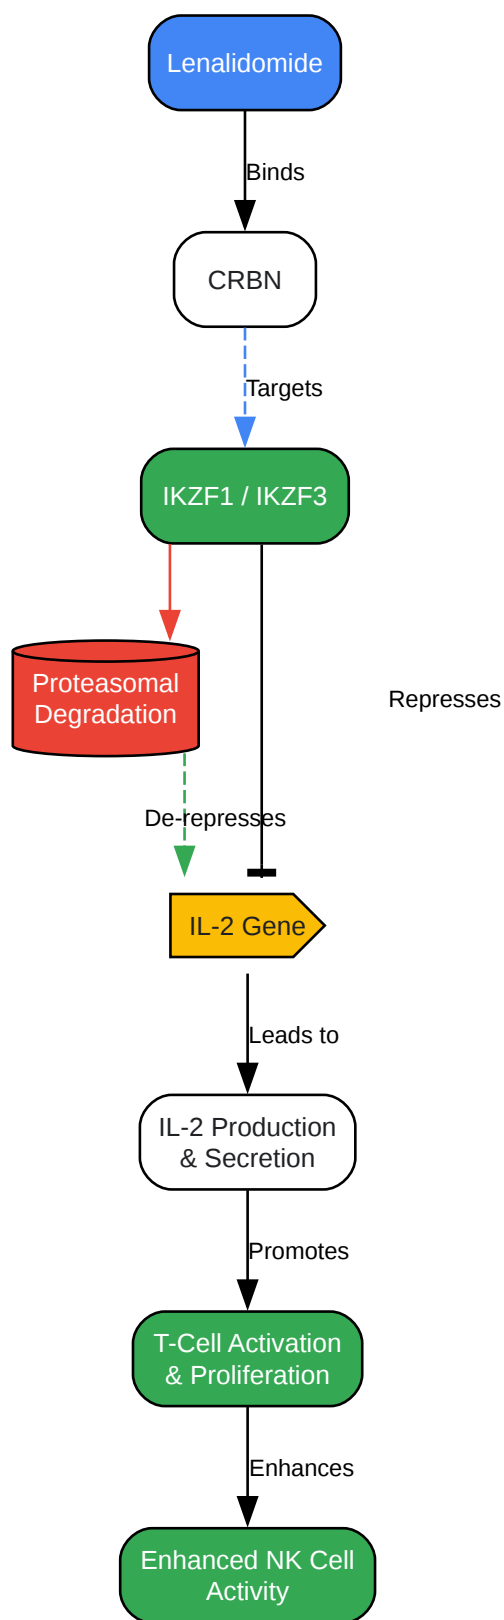 Lenalidomide
Binds
CRBN
Targets
IKZF1 / IKZF3
Proteasomal
Degradation
Represses
De-represses
IL-2 Gene
Leads to
IL-2 Production
& Secretion
Promotes
T-Cell Activation
& Proliferation
Enhances
Enhanced NK Cell
Activity